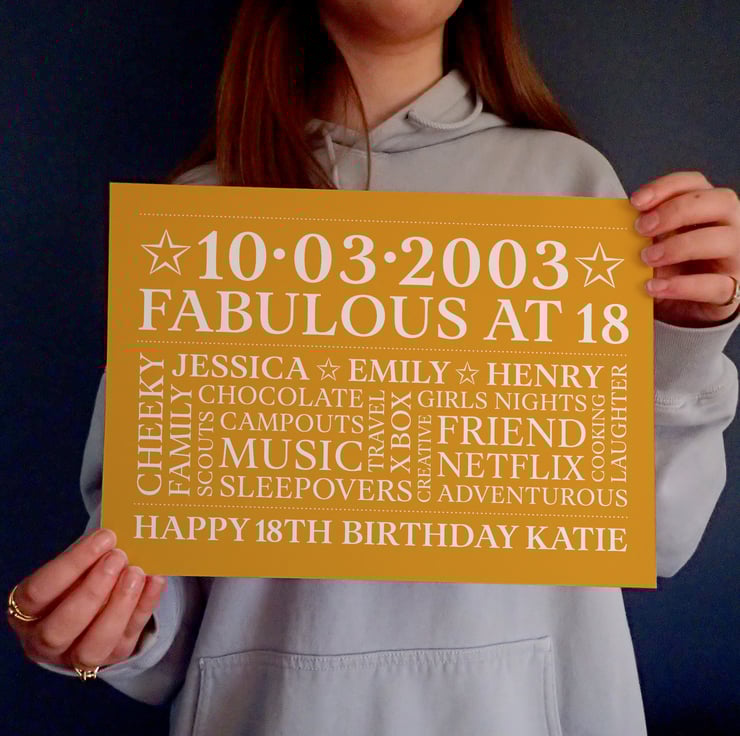 ☆ 10·03·2003 ☆
FABULOUS AT 18
JESSICA ☆ EMILY ☆ HENRY
CHEEKY
FAMILY
SCOUTS
CHOCOLATE
CAMPOUTS
MUSIC
SLEEPOVERS
TRAVEL
XBOX
CREATIVE
GIRLS NIGHTS
FRIEND
NETFLIX
ADVENTUROUS
COOKING
LAUGHTER
HAPPY 18TH BIRTHDAY KATIE